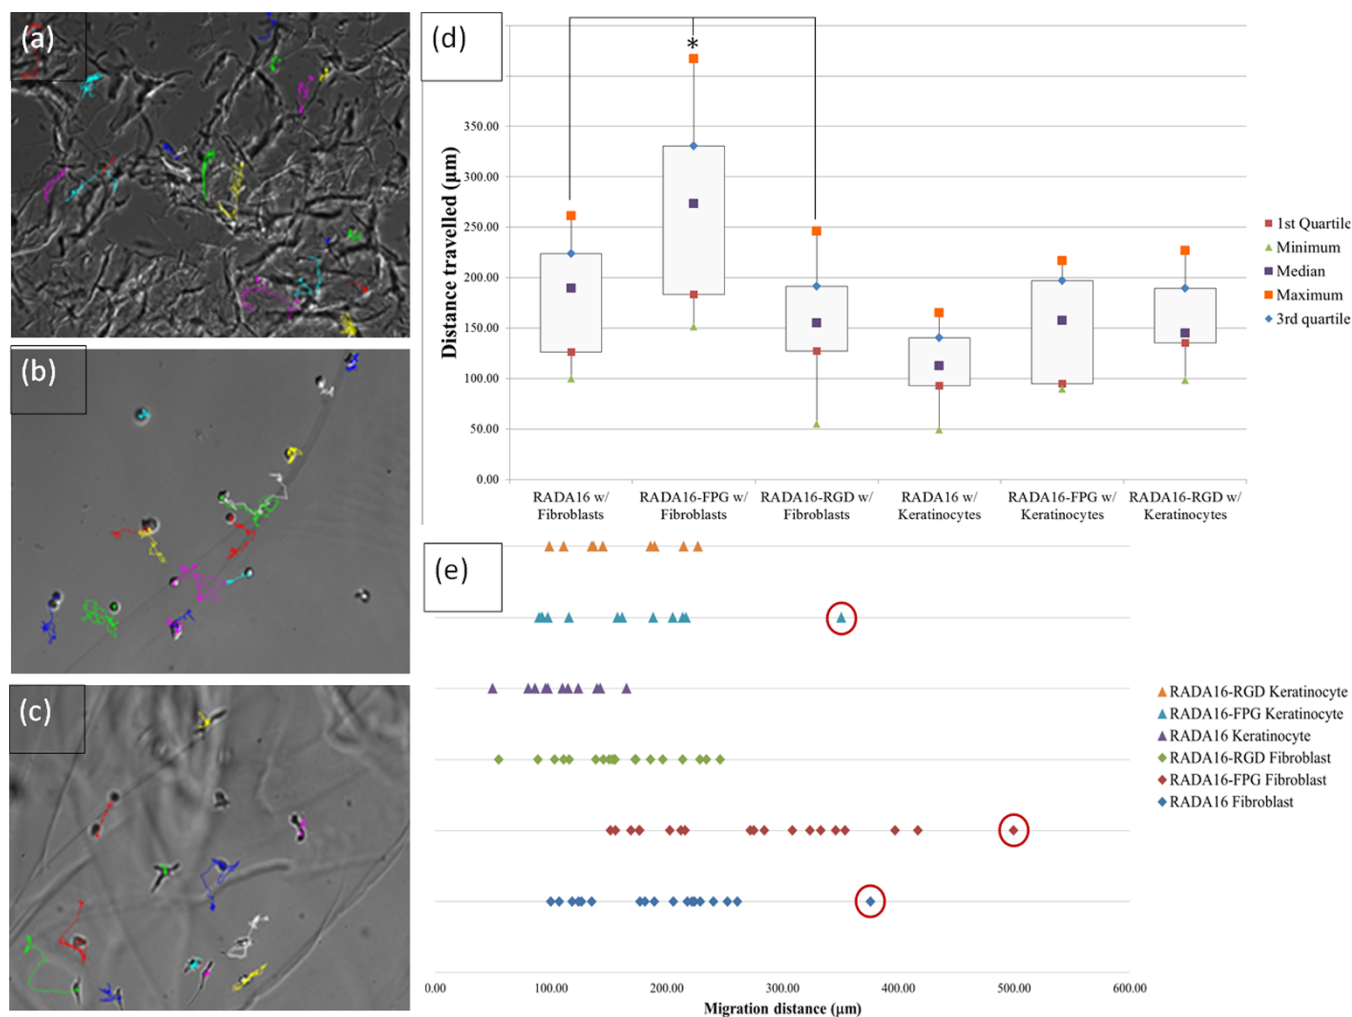 (a)
(b)
(c)
(d)
*
Distance travelled (µm)
350.00
300.00
250.00
200.00
150.00
100.00
50.00
0.00
RADA16 w/
Fibroblasts
RADA16-FPG w/
Fibroblasts
RADA16-RGD w/
Fibroblasts
RADA16 w/
Keratinocytes
RADA16-FPG w/
Keratinocytes
RADA16-RGD w/
Keratinocytes
1st Quartile
Minimum
Median
Maximum
3rd quartile
(e)
RADA16-RGD Keratinocyte
RADA16-FPG Keratinocyte
RADA16 Keratinocyte
RADA16-RGD Fibroblast
RADA16-FPG Fibroblast
RADA16 Fibroblast
0.00
100.00
200.00
300.00
400.00
500.00
600.00
Migration distance (µm)